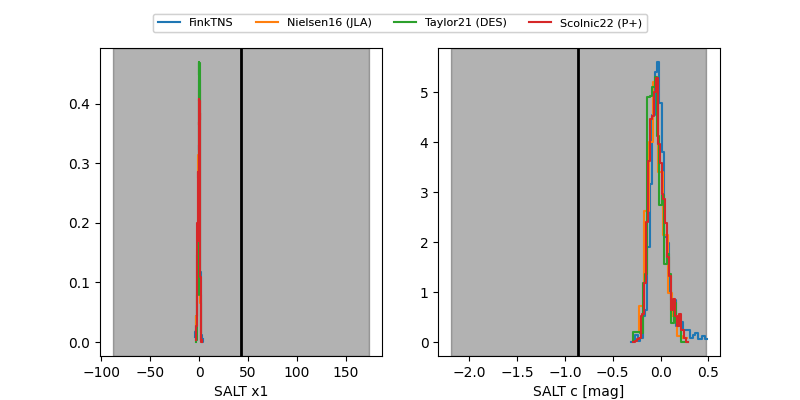 FinkTNS Nielsen16 (JLA) Taylor21 (DES) Scolnic22 (P+)
0.4
0.3
0.2
0.1
0.0
−100 −50 0 50 100 150
SALT x1
5
4
3
2
1
0
−2.0 −1.5 −1.0 −0.5 0.0 0.5
SALT c [mag]